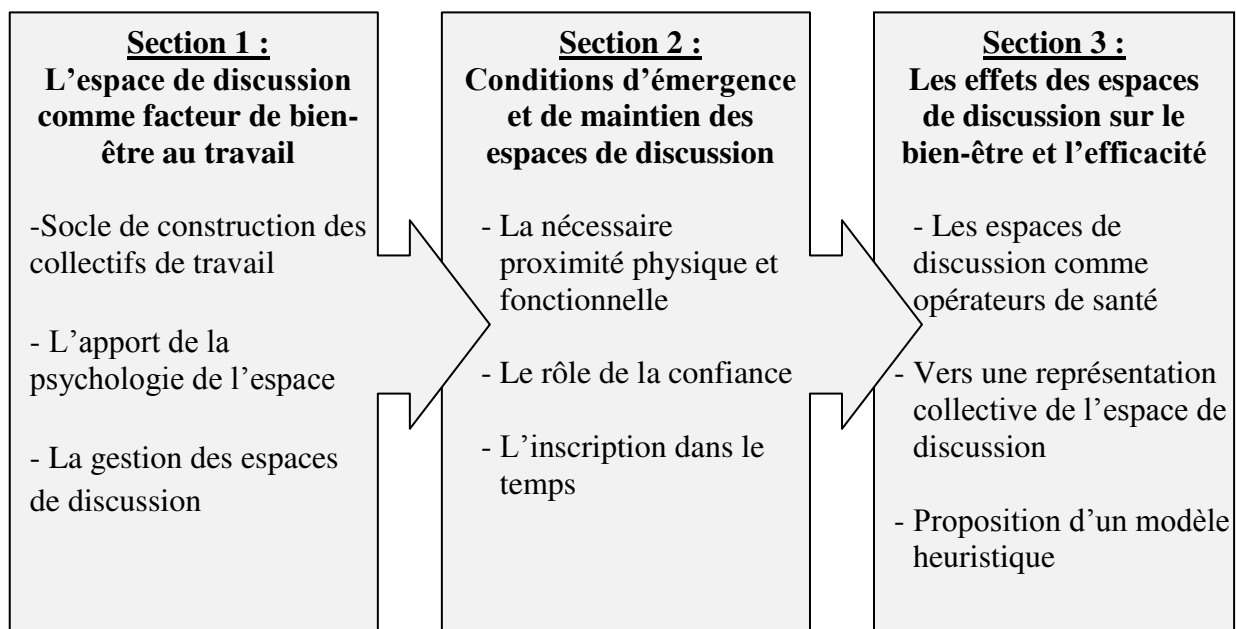 Section 1 :
L’espace de discussion
comme facteur de bien-
être au travail
-Socle de construction des
collectifs de travail
- L’apport de la
psychologie de l’espace
- La gestion des espaces
de discussion
Section 2 :
Conditions d’émergence
et de maintien des
espaces de discussion
- La nécessaire
proximité physique et
fonctionnelle
- Le rôle de la confiance
- L’inscription dans le
temps
Section 3 :
Les effets des espaces
de discussion sur le
bien-être et l’efficacité
- Les espaces de
discussion comme
opérateurs de santé
- Vers une représentation
collective de l’espace de
discussion
- Proposition d’un modèle
heuristique